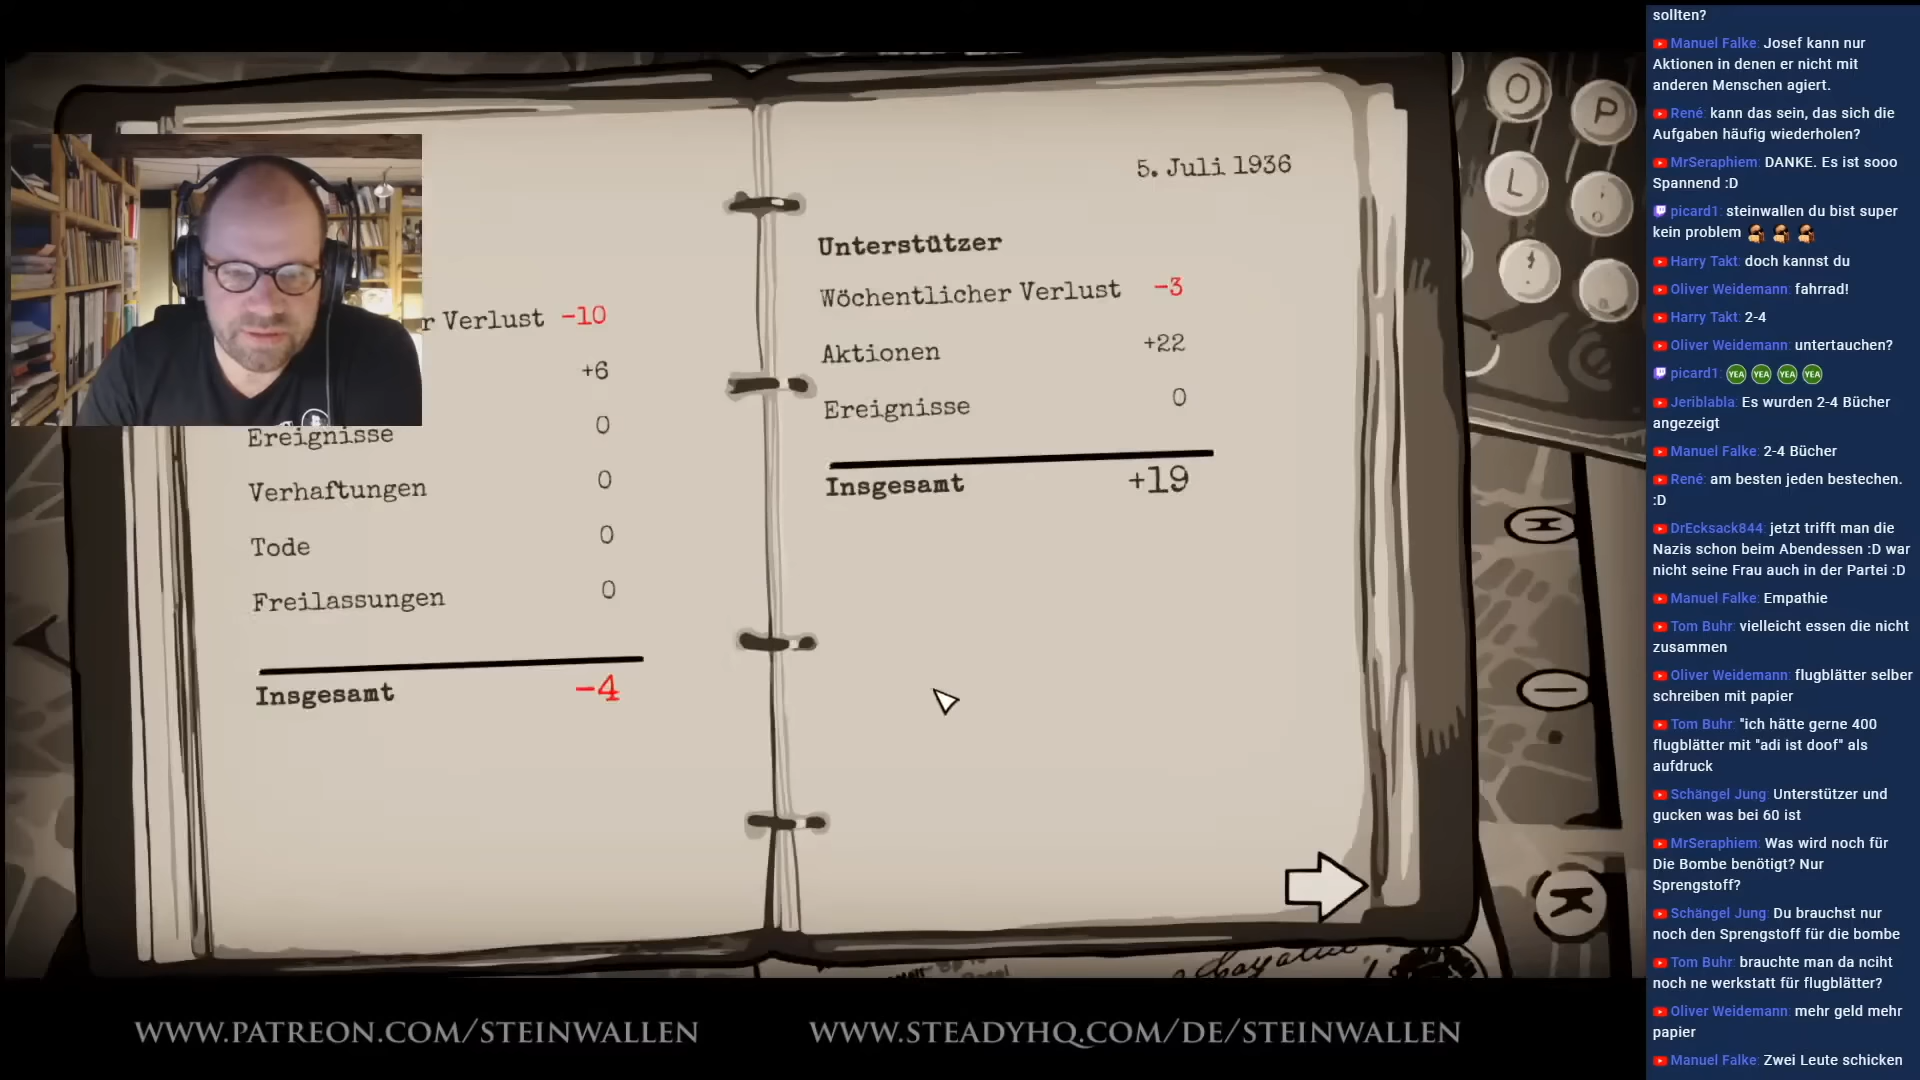 5. Juli 1936
r Verlust -10
+6
Ereignisse 0
Verhaftungen 0
Tode 0
Freilassungen 0
Insgesamt -4
Unterstützer
Wöchentlicher Verlust -3
Aktionen +22
Ereignisse 0
Insgesamt +19
O
P
L
K
WWW.PATREON.COM/STEINWALLEN
WWW.STEADYHQ.COM/DE/STEINWALLEN
sollten?
Manuel Falke: Josef kann nur
Aktionen in denen er nicht mit
anderen Menschen agiert.
René: kann das sein, das sich die
Aufgaben häufig wiederholen?
MrSeraphiem: DANKE. Es ist sooo
Spannend :D
picard1: steinwallen du bist super
kein problem
Harry Takt: doch kannst du
Oliver Weidemann: fahrrad!
Harry Takt: 2-4
Oliver Weidemann: untertauchen?
picard1: YEA YEA YEA YEA
Jeriblabla: Es wurden 2-4 Bücher
angezeigt
Manuel Falke: 2-4 Bücher
René: am besten jeden bestechen.
:D
DrEcksack844: jetzt trifft man die
Nazis schon beim Abendessen :D war
nicht seine Frau auch in der Partei :D
Manuel Falke: Empathie
Tom Buhr: vielleicht essen die nicht
zusammen
Oliver Weidemann: flugblätter selber
schreiben mit papier
Tom Buhr: "ich hätte gerne 400
flugblätter mit "adi ist doof" als
aufdruck
Schängel Jung: Unterstützer und
gucken was bei 60 ist
MrSeraphiem: Was wird noch für
Die Bombe benötigt? Nur
Sprengstoff?
Schängel Jung: Du brauchst nur
noch den Sprengstoff für die bombe
Tom Buhr: brauchte man da nciht
noch ne werkstatt für flugblätter?
Oliver Weidemann: mehr geld mehr
papier
Manuel Falke: Zwei Leute schicken